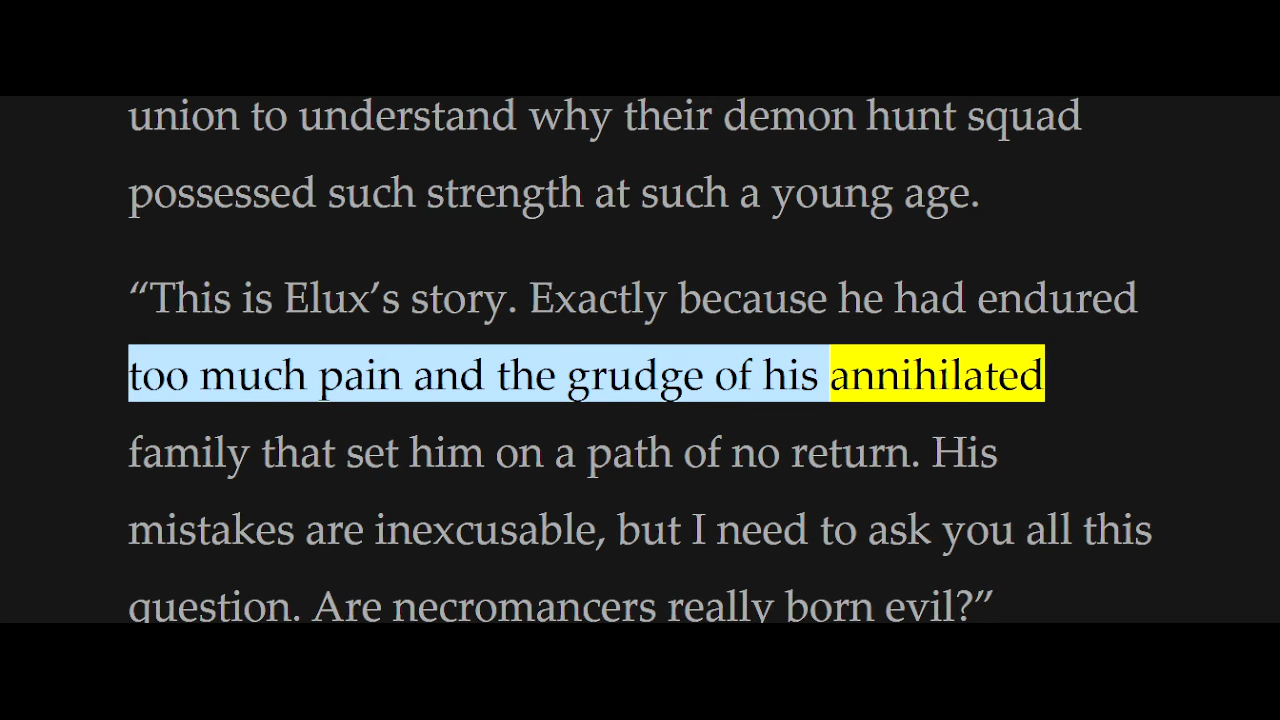 union to understand why their demon hunt squad
possessed such strength at such a young age.
“This is Elux’s story. Exactly because he had endured
too much pain and the grudge of his annihilated
family that set him on a path of no return. His
mistakes are inexcusable, but I need to ask you all this
question. Are necromancers really born evil?”